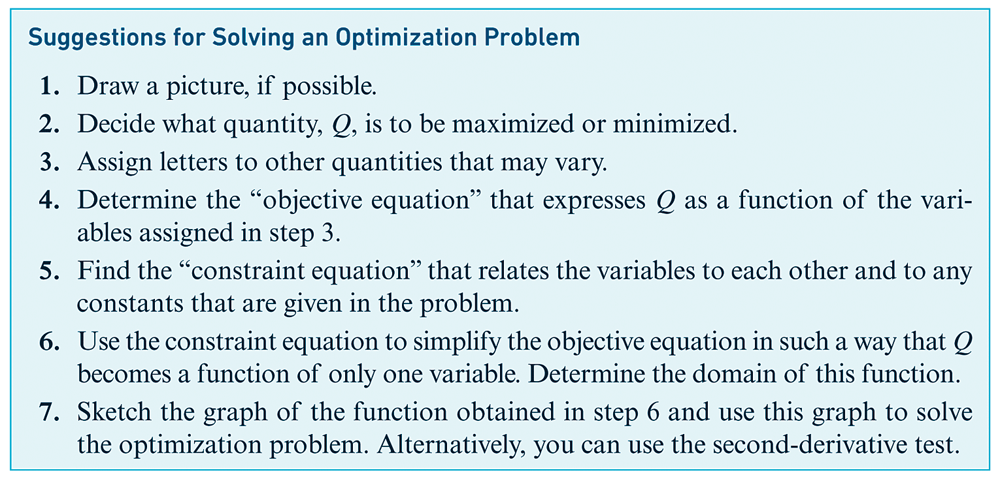 Suggestions for Solving an Optimization Problem
1. Draw a picture, if possible.
2. Decide what quantity, Q, is to be maximized or minimized.
3. Assign letters to other quantities that may vary.
4. Determine the “objective equation” that expresses Q as a function of the vari-
ables assigned in step 3.
5. Find the “constraint equation” that relates the variables to each other and to any
constants that are given in the problem.
6. Use the constraint equation to simplify the objective equation in such a way that Q
becomes a function of only one variable. Determine the domain of this function.
7. Sketch the graph of the function obtained in step 6 and use this graph to solve
the optimization problem. Alternatively, you can use the second-derivative test.